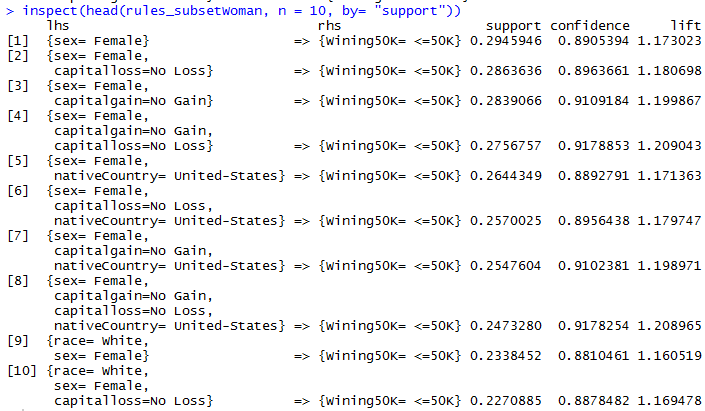 > inspect(head(rules_subsetWoman, n = 10, by= "support"))
lhs rhs support confidence lift
[1] {sex= Female} => {Wining50K= <=50K} 0.2945946 0.8905394 1.173023
[2] {sex= Female,
capitalloss=No Loss} => {Wining50K= <=50K} 0.2863636 0.8963661 1.180698
[3] {sex= Female,
capitalgain=No Gain} => {Wining50K= <=50K} 0.2839066 0.9109184 1.199867
[4] {sex= Female,
capitalgain=No Gain,
capitalloss=No Loss} => {Wining50K= <=50K} 0.2756757 0.9178853 1.209043
[5] {sex= Female,
nativeCountry= United-States} => {Wining50K= <=50K} 0.2644349 0.8892791 1.171363
[6] {sex= Female,
capitalloss=No Loss,
nativeCountry= United-States} => {Wining50K= <=50K} 0.2570025 0.8956438 1.179747
[7] {sex= Female,
capitalgain=No Gain,
nativeCountry= United-States} => {Wining50K= <=50K} 0.2547604 0.9102381 1.198971
[8] {sex= Female,
capitalgain=No Gain,
capitalloss=No Loss,
nativeCountry= United-States} => {Wining50K= <=50K} 0.2473280 0.9178254 1.208965
[9] {race= White,
sex= Female} => {Wining50K= <=50K} 0.2338452 0.8810461 1.160519
[10] {race= White,
sex= Female,
capitalloss=No Loss} => {Wining50K= <=50K} 0.2270885 0.8878482 1.169478